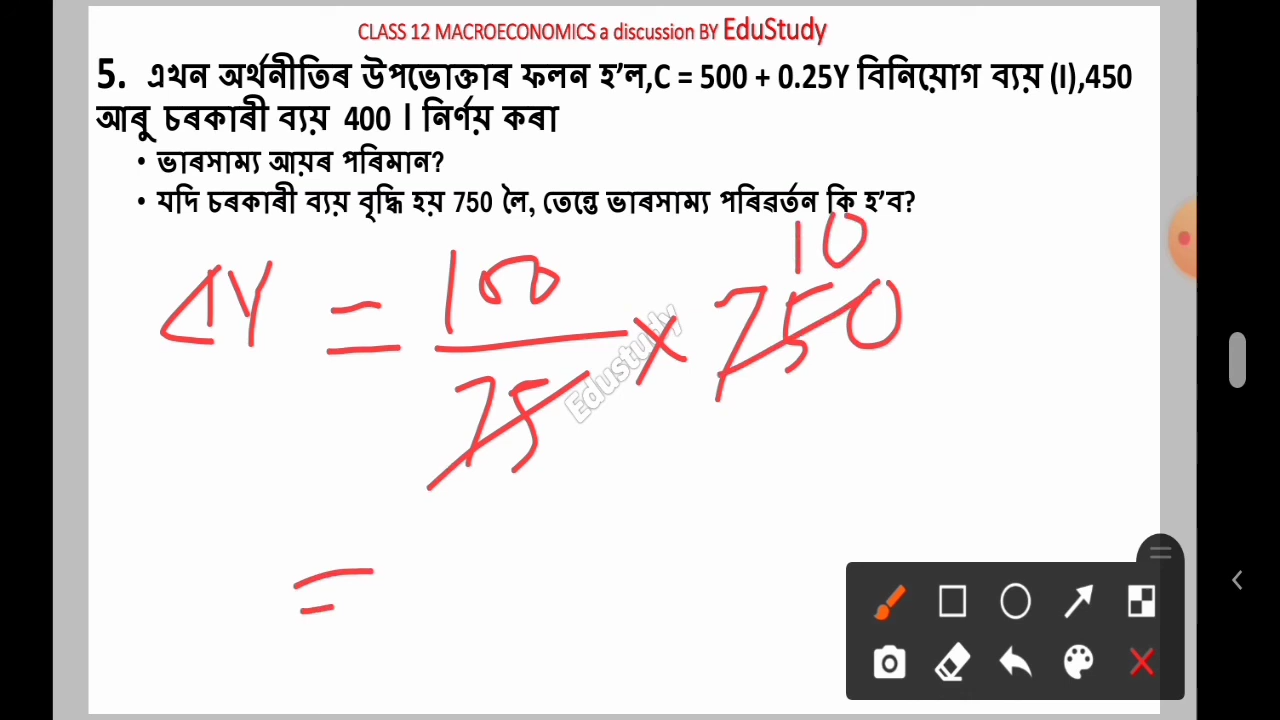 CLASS 12 MACROECONOMICS a discussion BY EduStudy
5. এখন অৰ্থনীতিৰ উপভোক্তাৰ ফলন হ'ল,C = 500 + 0.25Y বিনিয়োগ ব্যয় (I),450
আৰু চৰকাৰী ব্যয় 400 । নিৰ্ণয় কৰা
• ভাৰসাম্য আয়ৰ পৰিমান?
• যদি চৰকাৰী ব্যয় বৃদ্ধি হয় 750 লৈ, তেন্তে ভাৰসাম্য পৰিৱৰ্তন কি হ'ব?
10
ΔY = 100/75 × 750
Edustudy
=